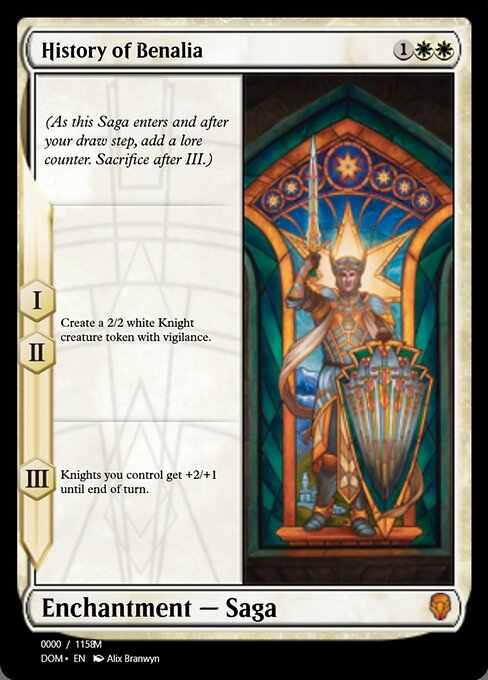 History of Benalia 1
(As this Saga enters and after
your draw step, add a lore
counter. Sacrifice after III.)
I
II
Create a 2/2 white Knight
creature token with vigilance.
III
Knights you control get +2/+1
until end of turn.
Enchantment — Saga
0000 / 1158M
DOM • EN Alix Branwyn